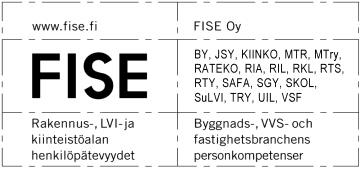 www.fise.fi
FISE Oy
FISE
BY, JSY, KIINKO, MTR, MTry,
RATEKO, RIA, RIL, RKL, RTS,
RTY, SAFA, SGY, SKOL,
SuLVI, TRY, UIL, VSF
Rakennus-, LVI- ja
kiinteistöalan
henkilöpätevyydet
Byggnads-, VVS- och
fastighetsbranchens
personkompetenser